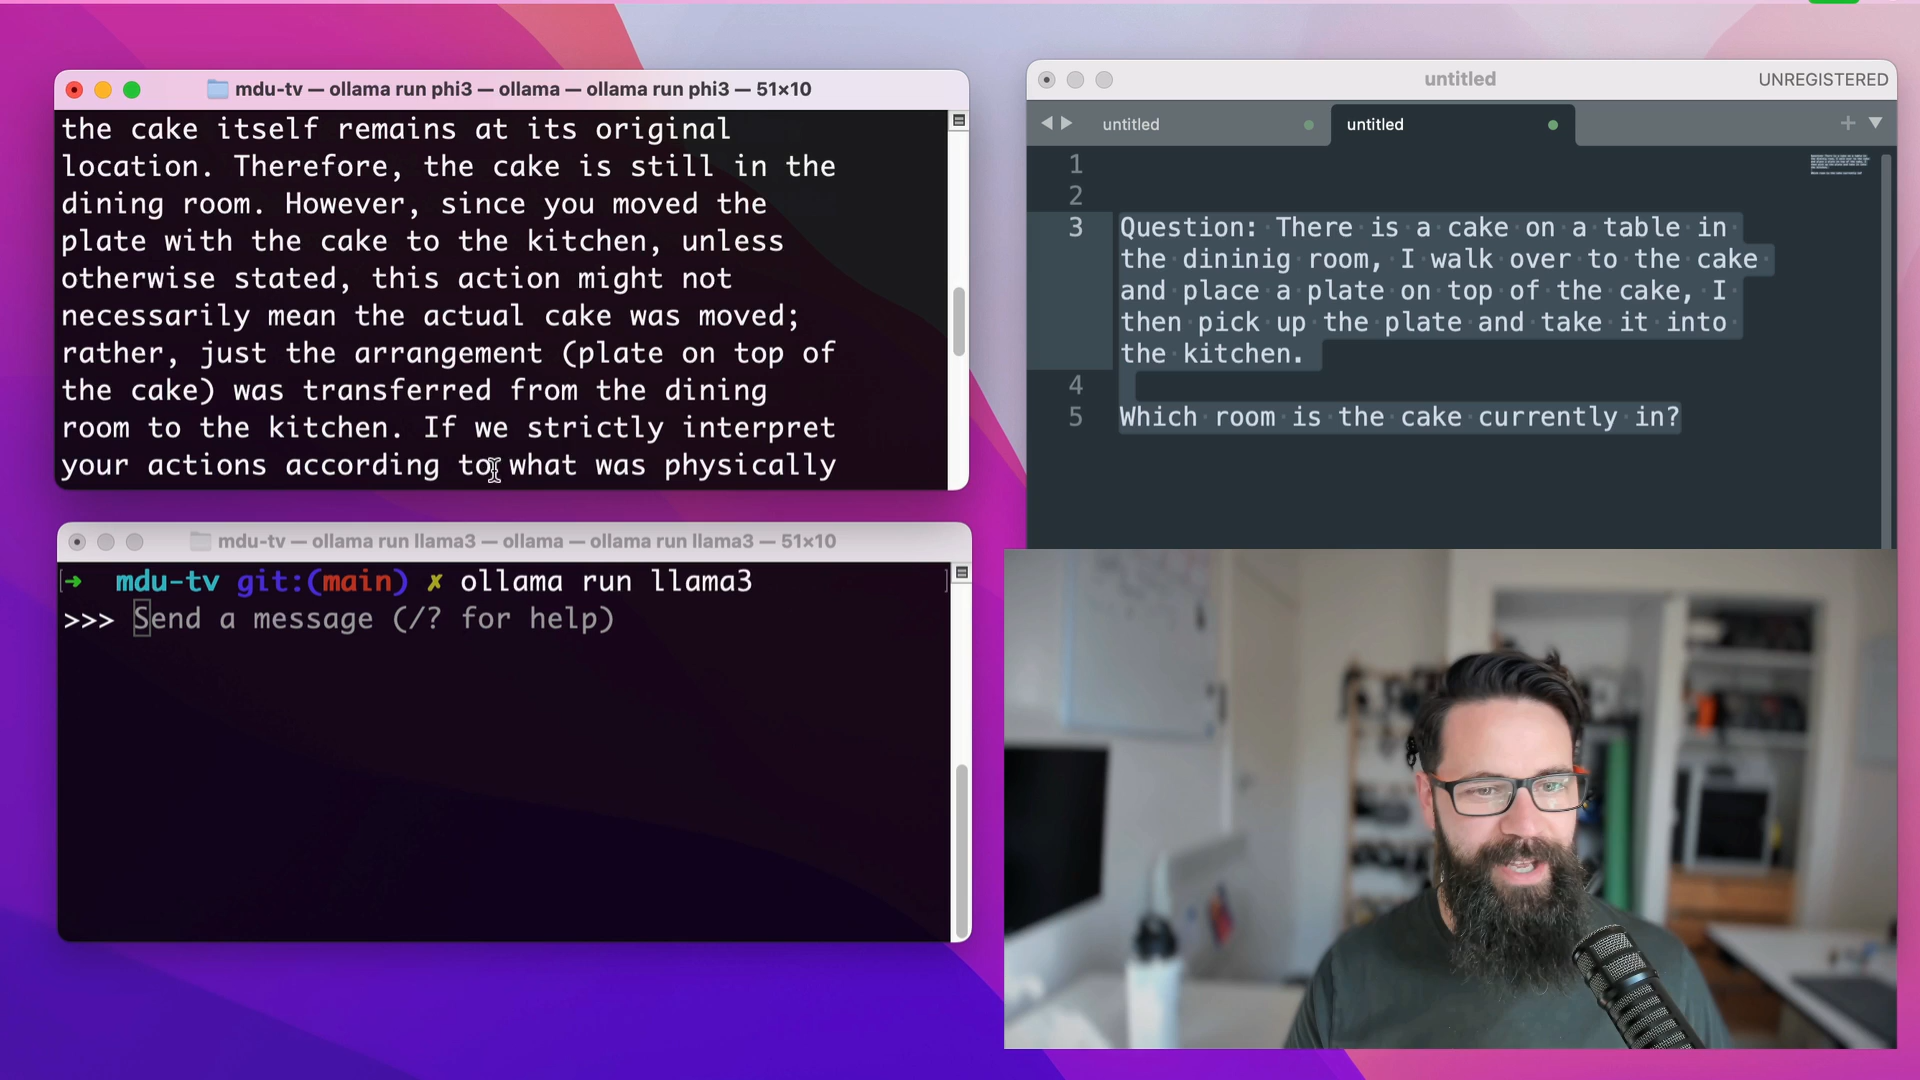 mdu-tv — ollama run phi3 — ollama — ollama run phi3 — 51×10
the cake itself remains at its original
location. Therefore, the cake is still in the
dining room. However, since you moved the
plate with the cake to the kitchen, unless
otherwise stated, this action might not
necessarily mean the actual cake was moved;
rather, just the arrangement (plate on top of
the cake) was transferred from the dining
room to the kitchen. If we strictly interpret
your actions according to what was physically
mdu-tv — ollama run llama3 — ollama — ollama run llama3 — 51×10
[➜ mdu-tv git:(main) ✗ ollama run llama3 ]
>>> Send a message (/? for help)
untitled UNREGISTERED
untitled untitled
1
2
3 Question: There is a cake on a table in
the dininig room, I walk over to the cake
and place a plate on top of the cake, I
then pick up the plate and take it into
the kitchen.
4
5 Which room is the cake currently in?